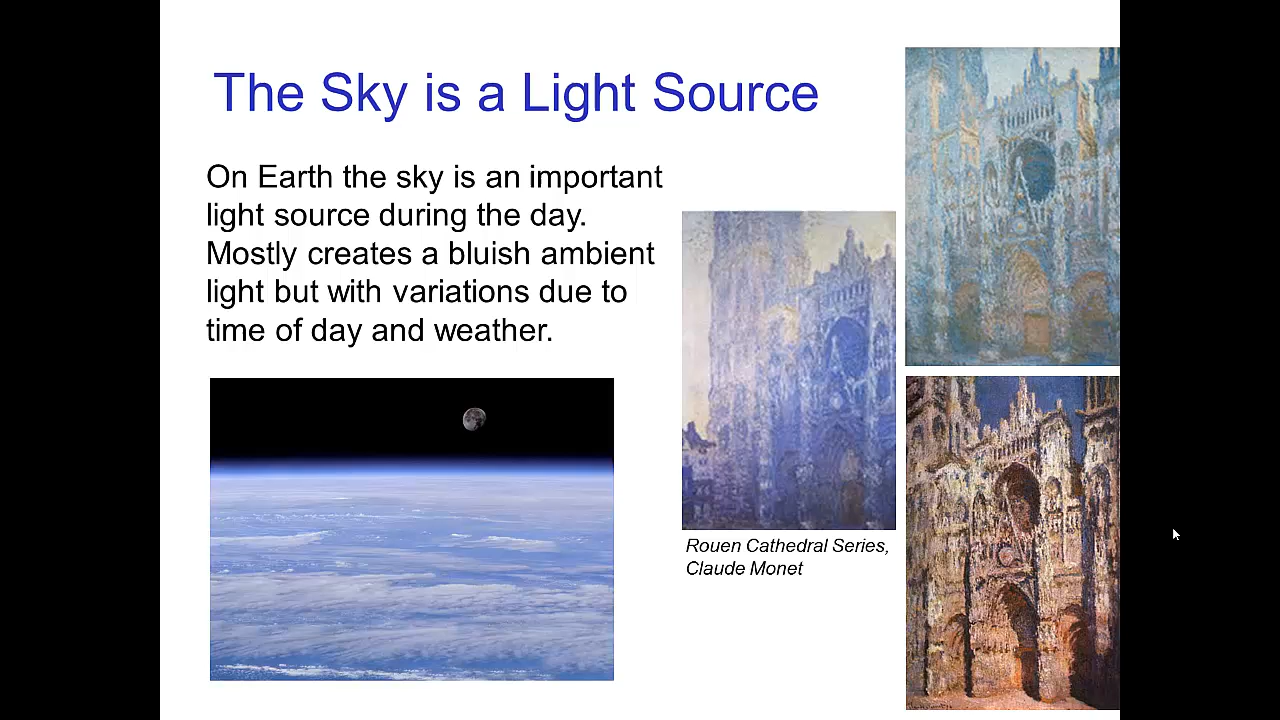 The Sky is a Light Source
On Earth the sky is an important
light source during the day.
Mostly creates a bluish ambient
light but with variations due to
time of day and weather.
Rouen Cathedral Series,
Claude Monet